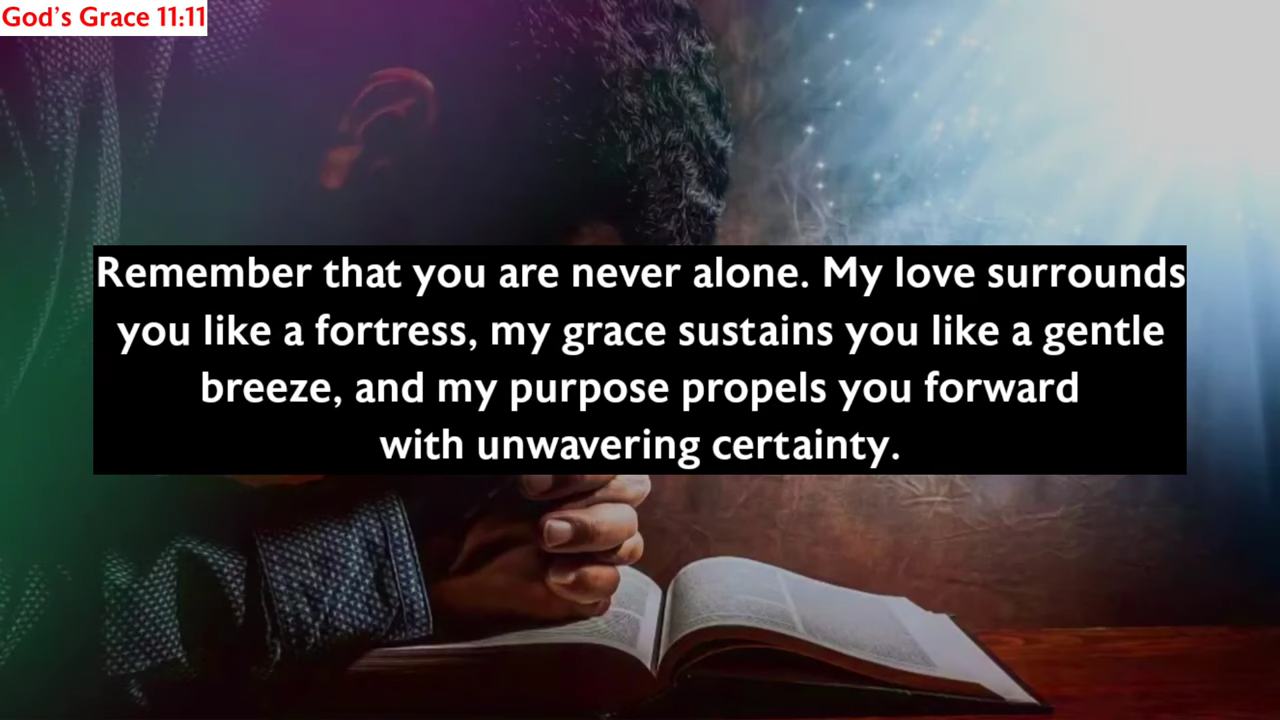 God's Grace 11:11
Remember that you are never alone. My love surrounds
you like a fortress, my grace sustains you like a gentle
breeze, and my purpose propels you forward
with unwavering certainty.